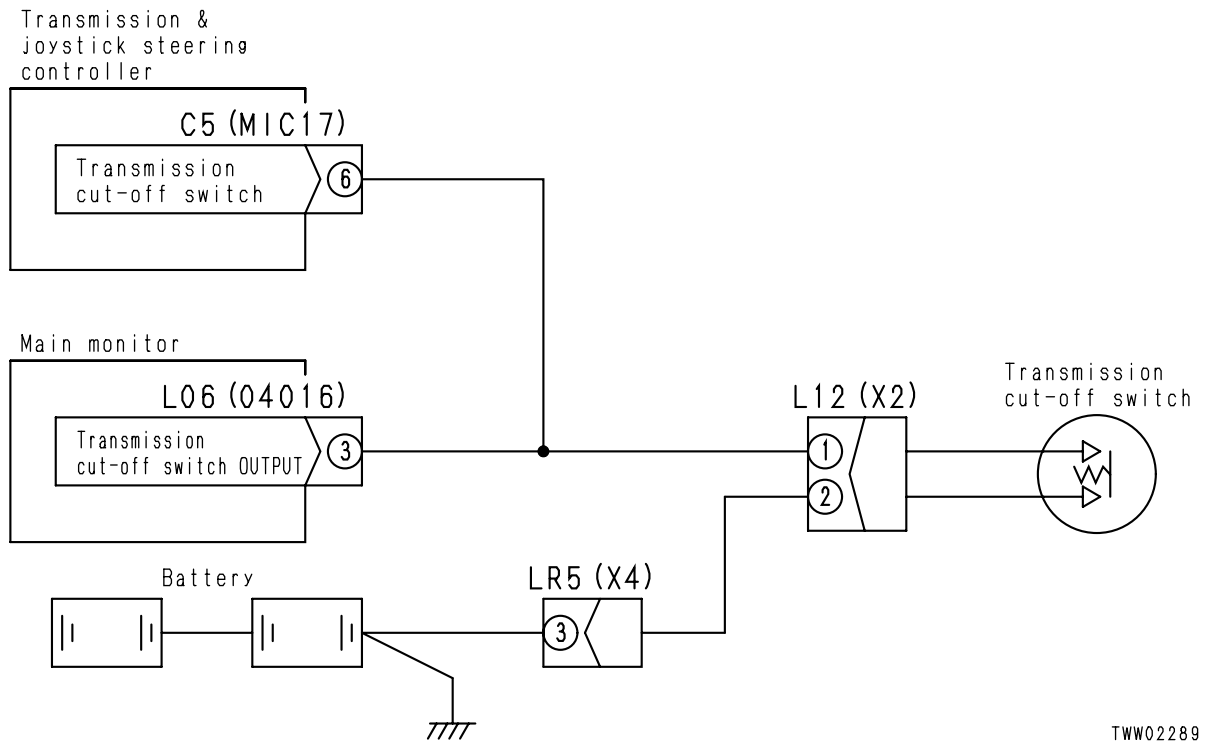 Transmission &
joystick steering
controller
C5 (MIC17)
Transmission
cut-off switch
6
Main monitor
L06 (04016)
Transmission
cut-off switch OUTPUT
3
L12 (X2)
1
2
Transmission
cut-off switch
Battery
LR5 (X4)
3
TWW02289